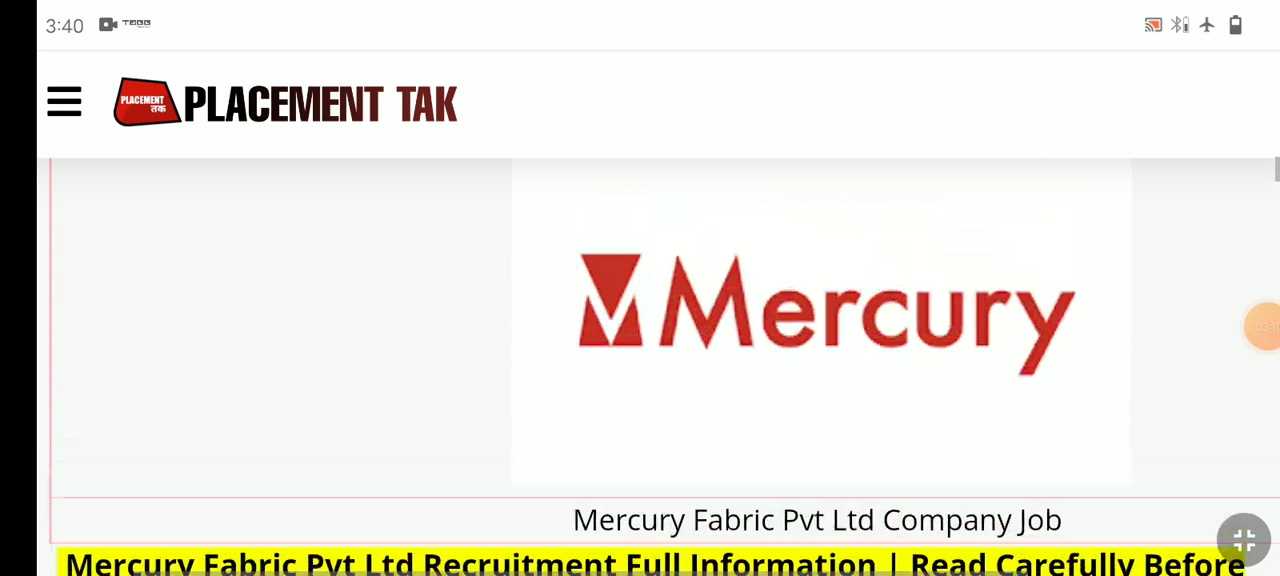 3:40
PLACEMENT
तक
PLACEMENT TAK
Mercury
Mercury Fabric Pvt Ltd Company Job
Mercury Fabric Pvt Ltd Recruitment Full Information | Read Carefully Before